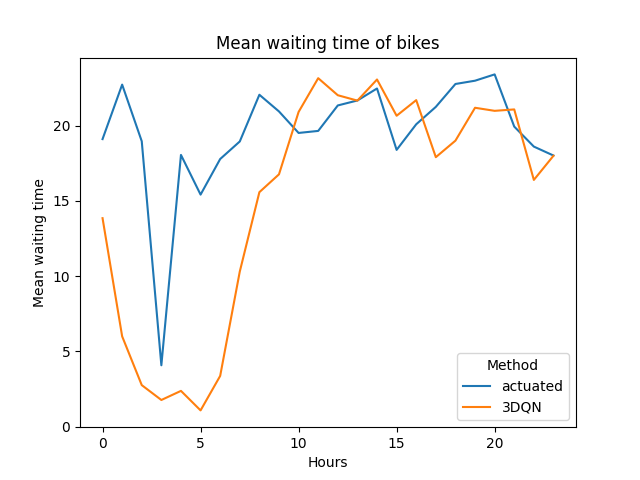 Mean waiting time of bikes
Mean waiting time
20
15
10
5
0
0 5 10 15 20
Hours
Method
actuated
3DQN